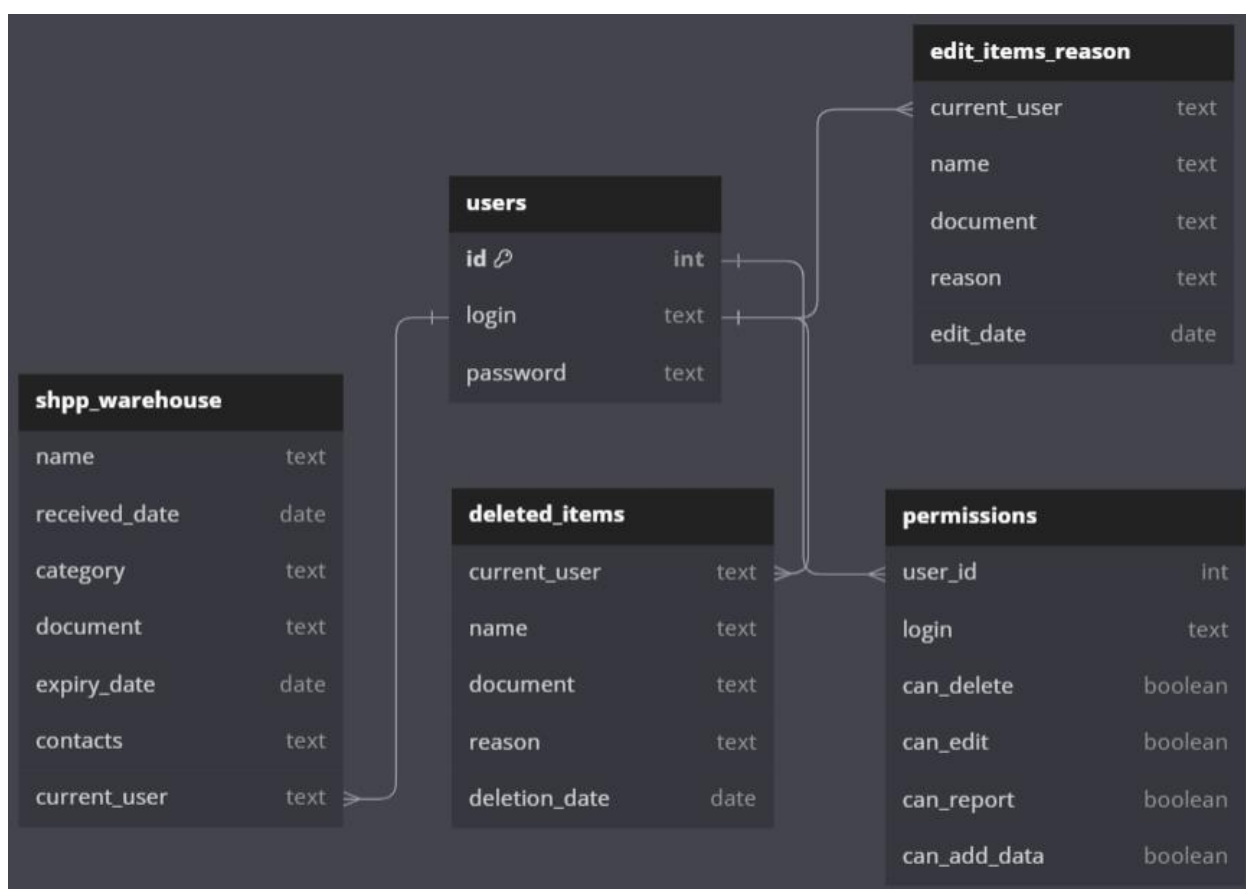 edit_items_reason
current_user text
name text
document text
reason text
edit_date date
users
id int
login text
password text
shpp_warehouse
name text
received_date date
category text
document text
expiry_date date
contacts text
current_user text
deleted_items
current_user text
name text
document text
reason text
deletion_date date
permissions
user_id int
login text
can_delete boolean
can_edit boolean
can_report boolean
can_add_data boolean